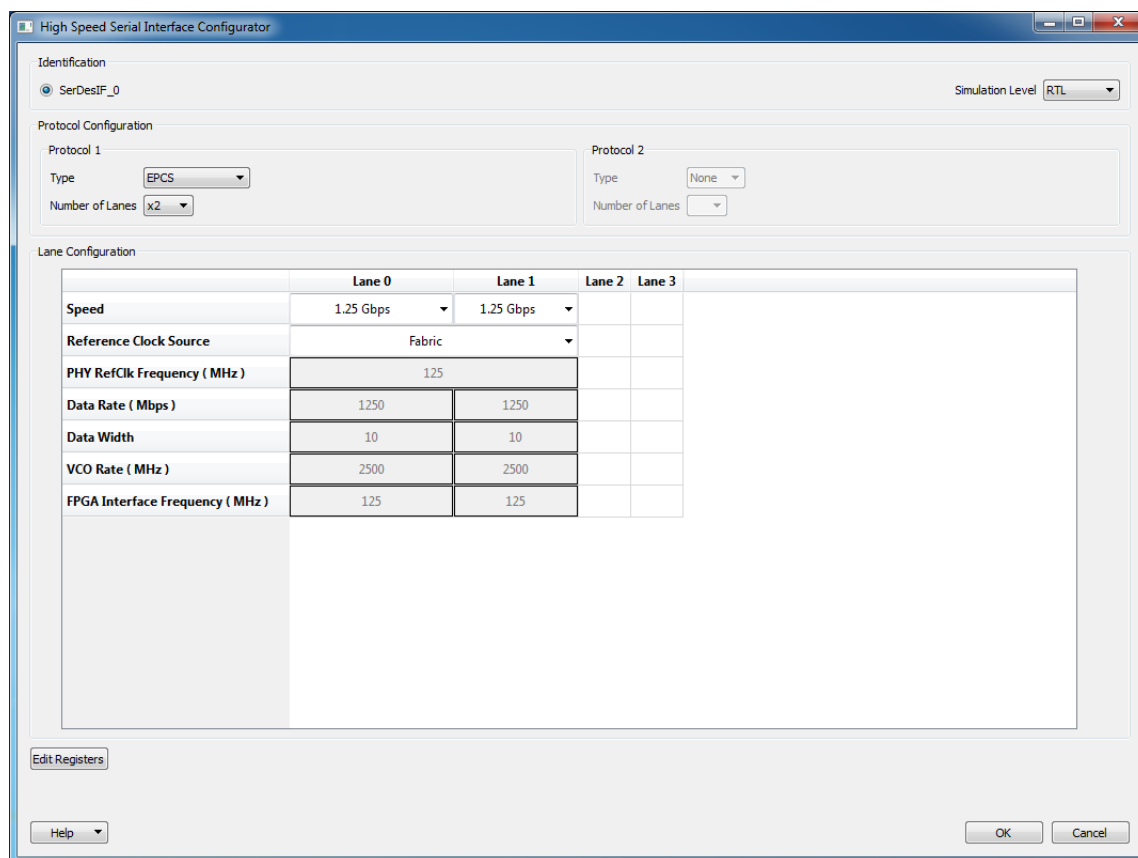 High Speed Serial Interface Configurator
Identification
SerDesIF_0
Simulation Level RTL
Protocol Configuration
Protocol 1
Type EPCS
Number of Lanes x2
Protocol 2
Type None
Number of Lanes
Lane Configuration
Lane 0 Lane 1 Lane 2 Lane 3
Speed 1.25 Gbps 1.25 Gbps
Reference Clock Source Fabric
PHY RefClk Frequency ( MHz ) 125
Data Rate ( Mbps ) 1250 1250
Data Width 10 10
VCO Rate ( MHz ) 2500 2500
FPGA Interface Frequency ( MHz ) 125 125
Edit Registers
Help OK Cancel